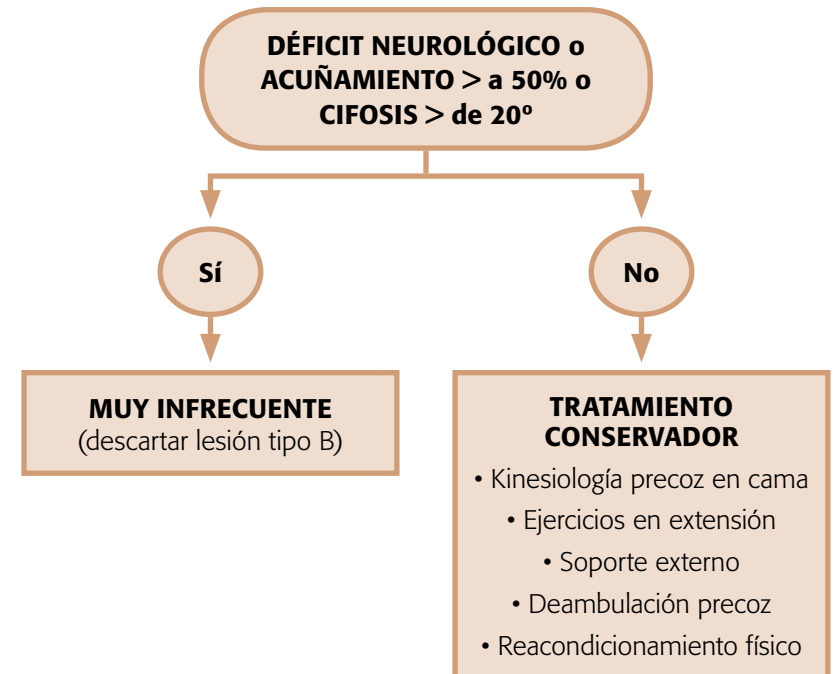 DÉFICIT NEUROLÓGICO o
ACUÑAMIENTO > a 50% o
CIFOSIS > de 20º
Sí
No
MUY INFRECUENTE
(descartar lesión tipo B)
TRATAMIENTO
CONSERVADOR
• Kinesiología precoz en cama
• Ejercicios en extensión
• Soporte externo
• Deambulación precoz
• Reacondicionamiento físico